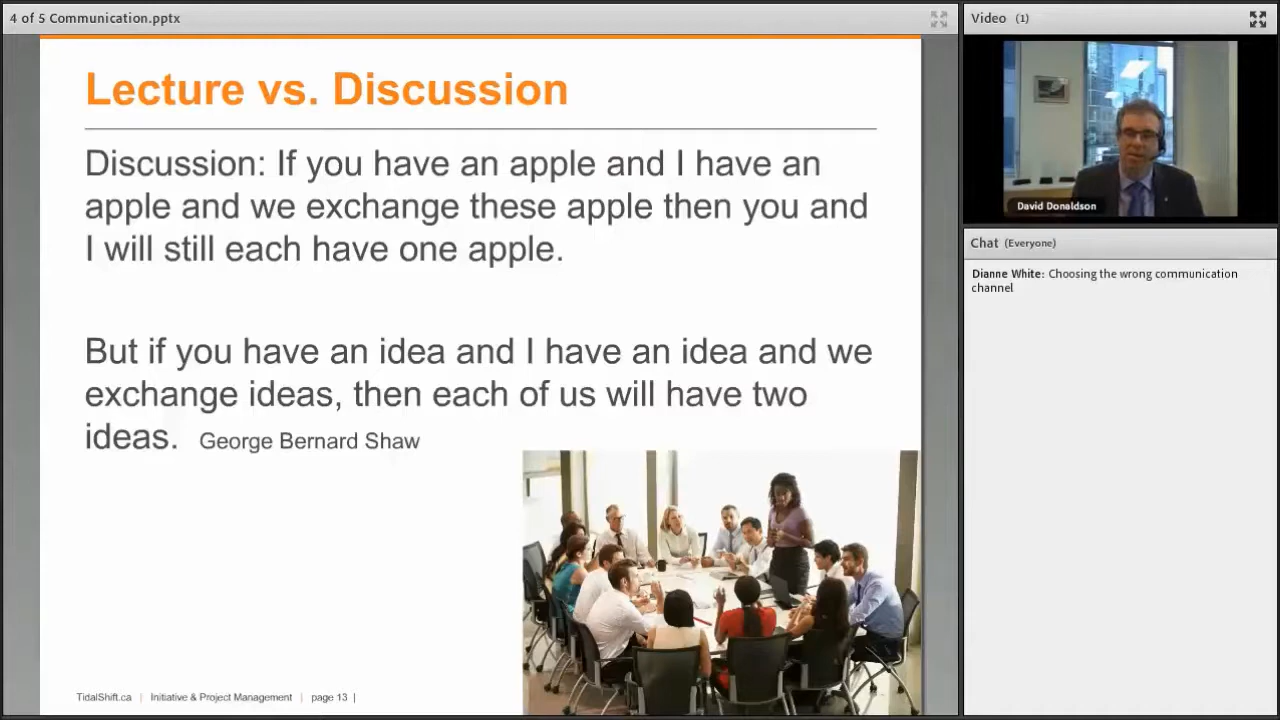 4 of 5 Communication.pptx
Lecture vs. Discussion
Discussion: If you have an apple and I have an
apple and we exchange these apple then you and
I will still each have one apple.
But if you have an idea and I have an idea and we
exchange ideas, then each of us will have two
ideas. George Bernard Shaw
TidalShift.ca | Initiative & Project Management | page 13 |
Video (1)
David Donaldson
Chat (Everyone)
Dianne White: Choosing the wrong communication
channel